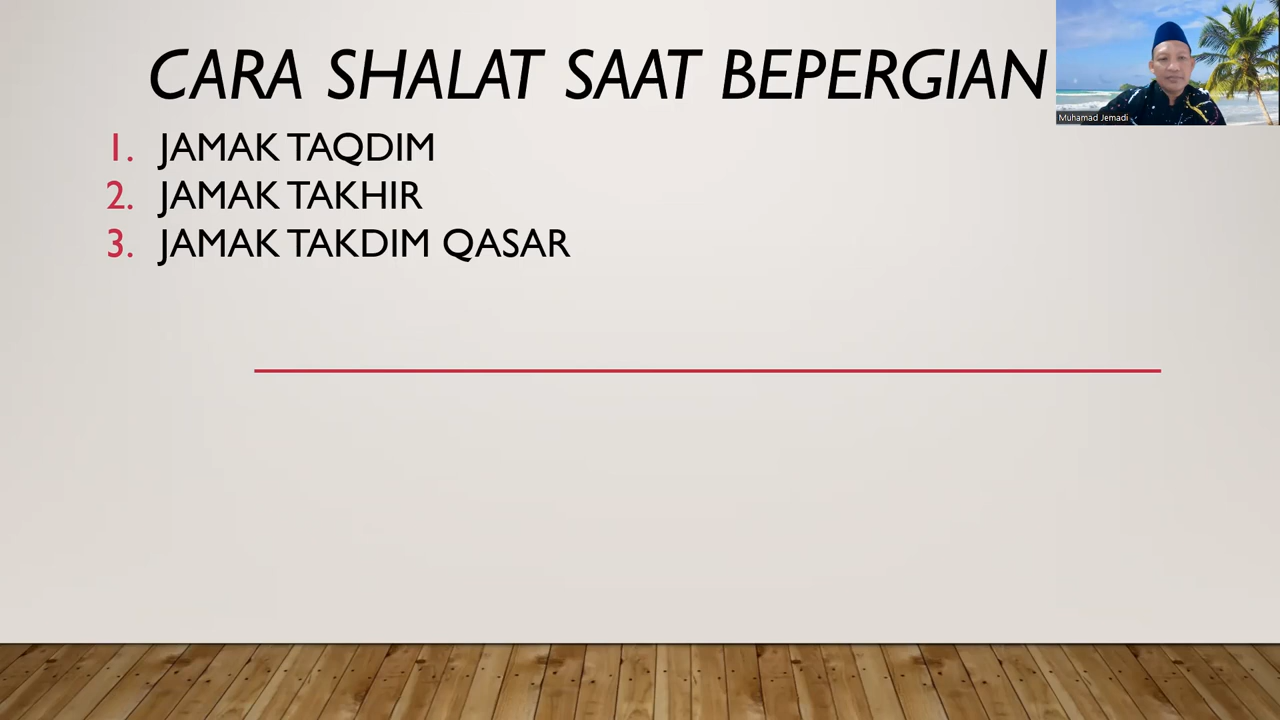 CARA SHALAT SAAT BEPERGIAN
1. JAMAK TAQDIM
2. JAMAK TAKHIR
3. JAMAK TAKDIM QASAR
Muhamad Jemadi